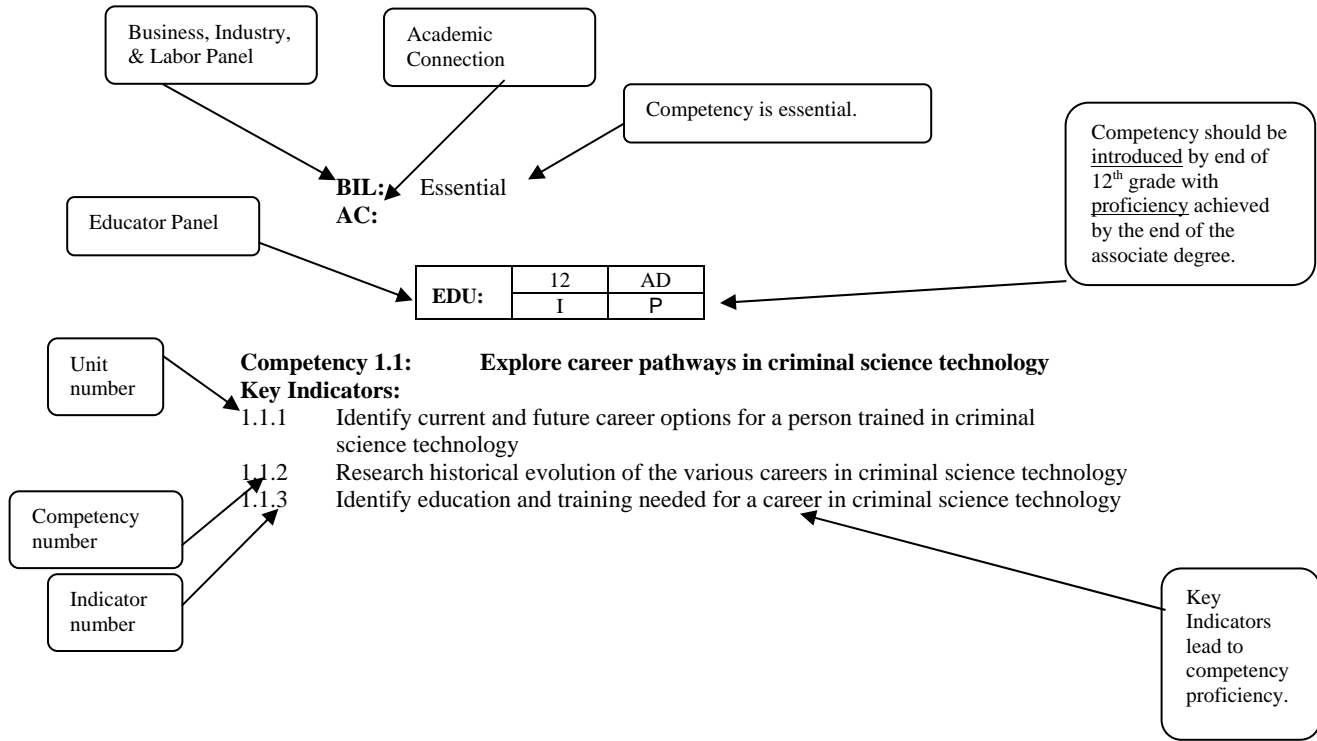 Business, Industry,
& Labor Panel
Academic
Connection
Competency is essential.
Competency should be
introduced by end of
12th grade with
proficiency achieved
by the end of the
associate degree.
BIL: Essential
AC:
Educator Panel
EDU: 12 AD
I P
Unit
number
Competency 1.1: Explore career pathways in criminal science technology
Key Indicators:
1.1.1 Identify current and future career options for a person trained in criminal
science technology
1.1.2 Research historical evolution of the various careers in criminal science technology
1.1.3 Identify education and training needed for a career in criminal science technology
Competency
number
Indicator
number
Key
Indicators
lead to
competency
proficiency.